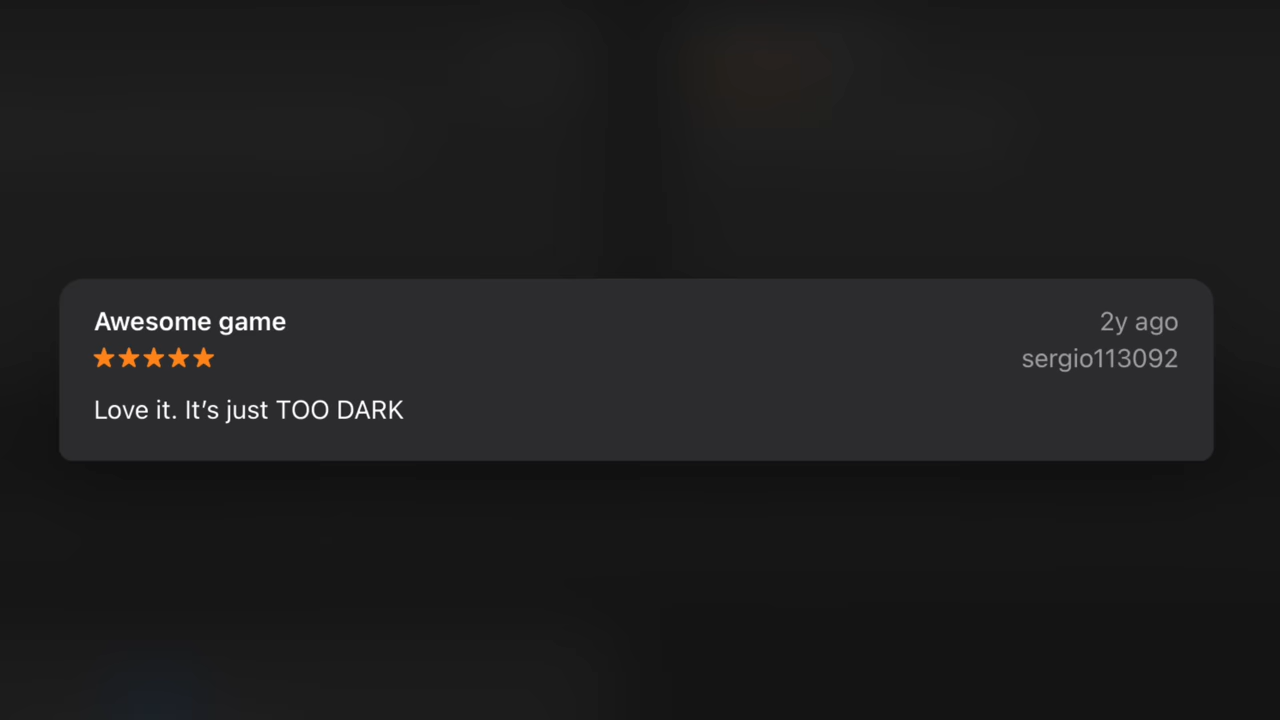 Awesome game
2y ago
★★★★★
sergio113092
Love it. It’s just TOO DARK